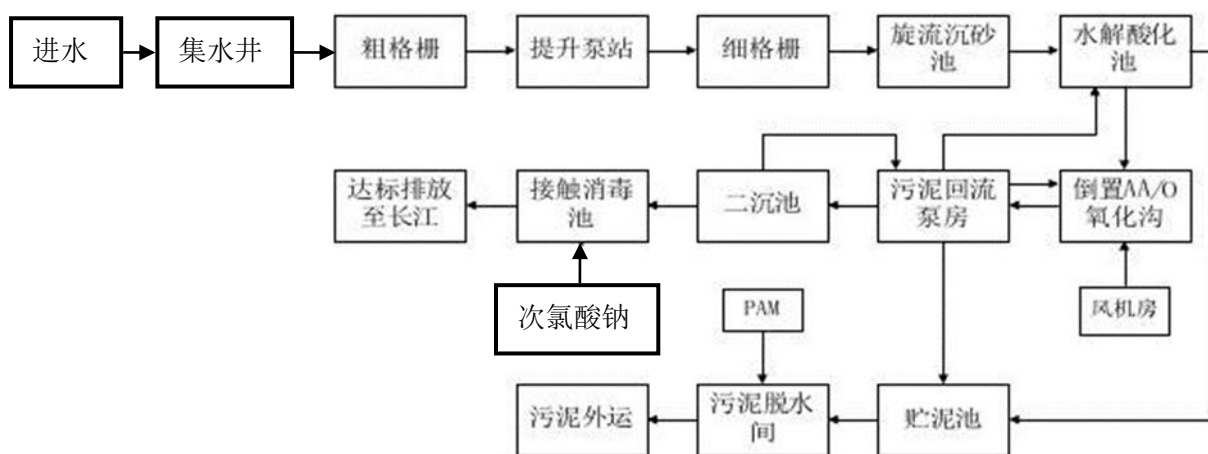 进水
集水井
粗格栅
提升泵站
细格栅
旋流沉砂
池
水解酸化
池
达标排放
至长江
接触消毒
池
二沉池
污泥回流
泵房
倒置AA/O
氧化沟
次氯酸钠
PAM
风机房
污泥外运
污泥脱水
间
贮泥池